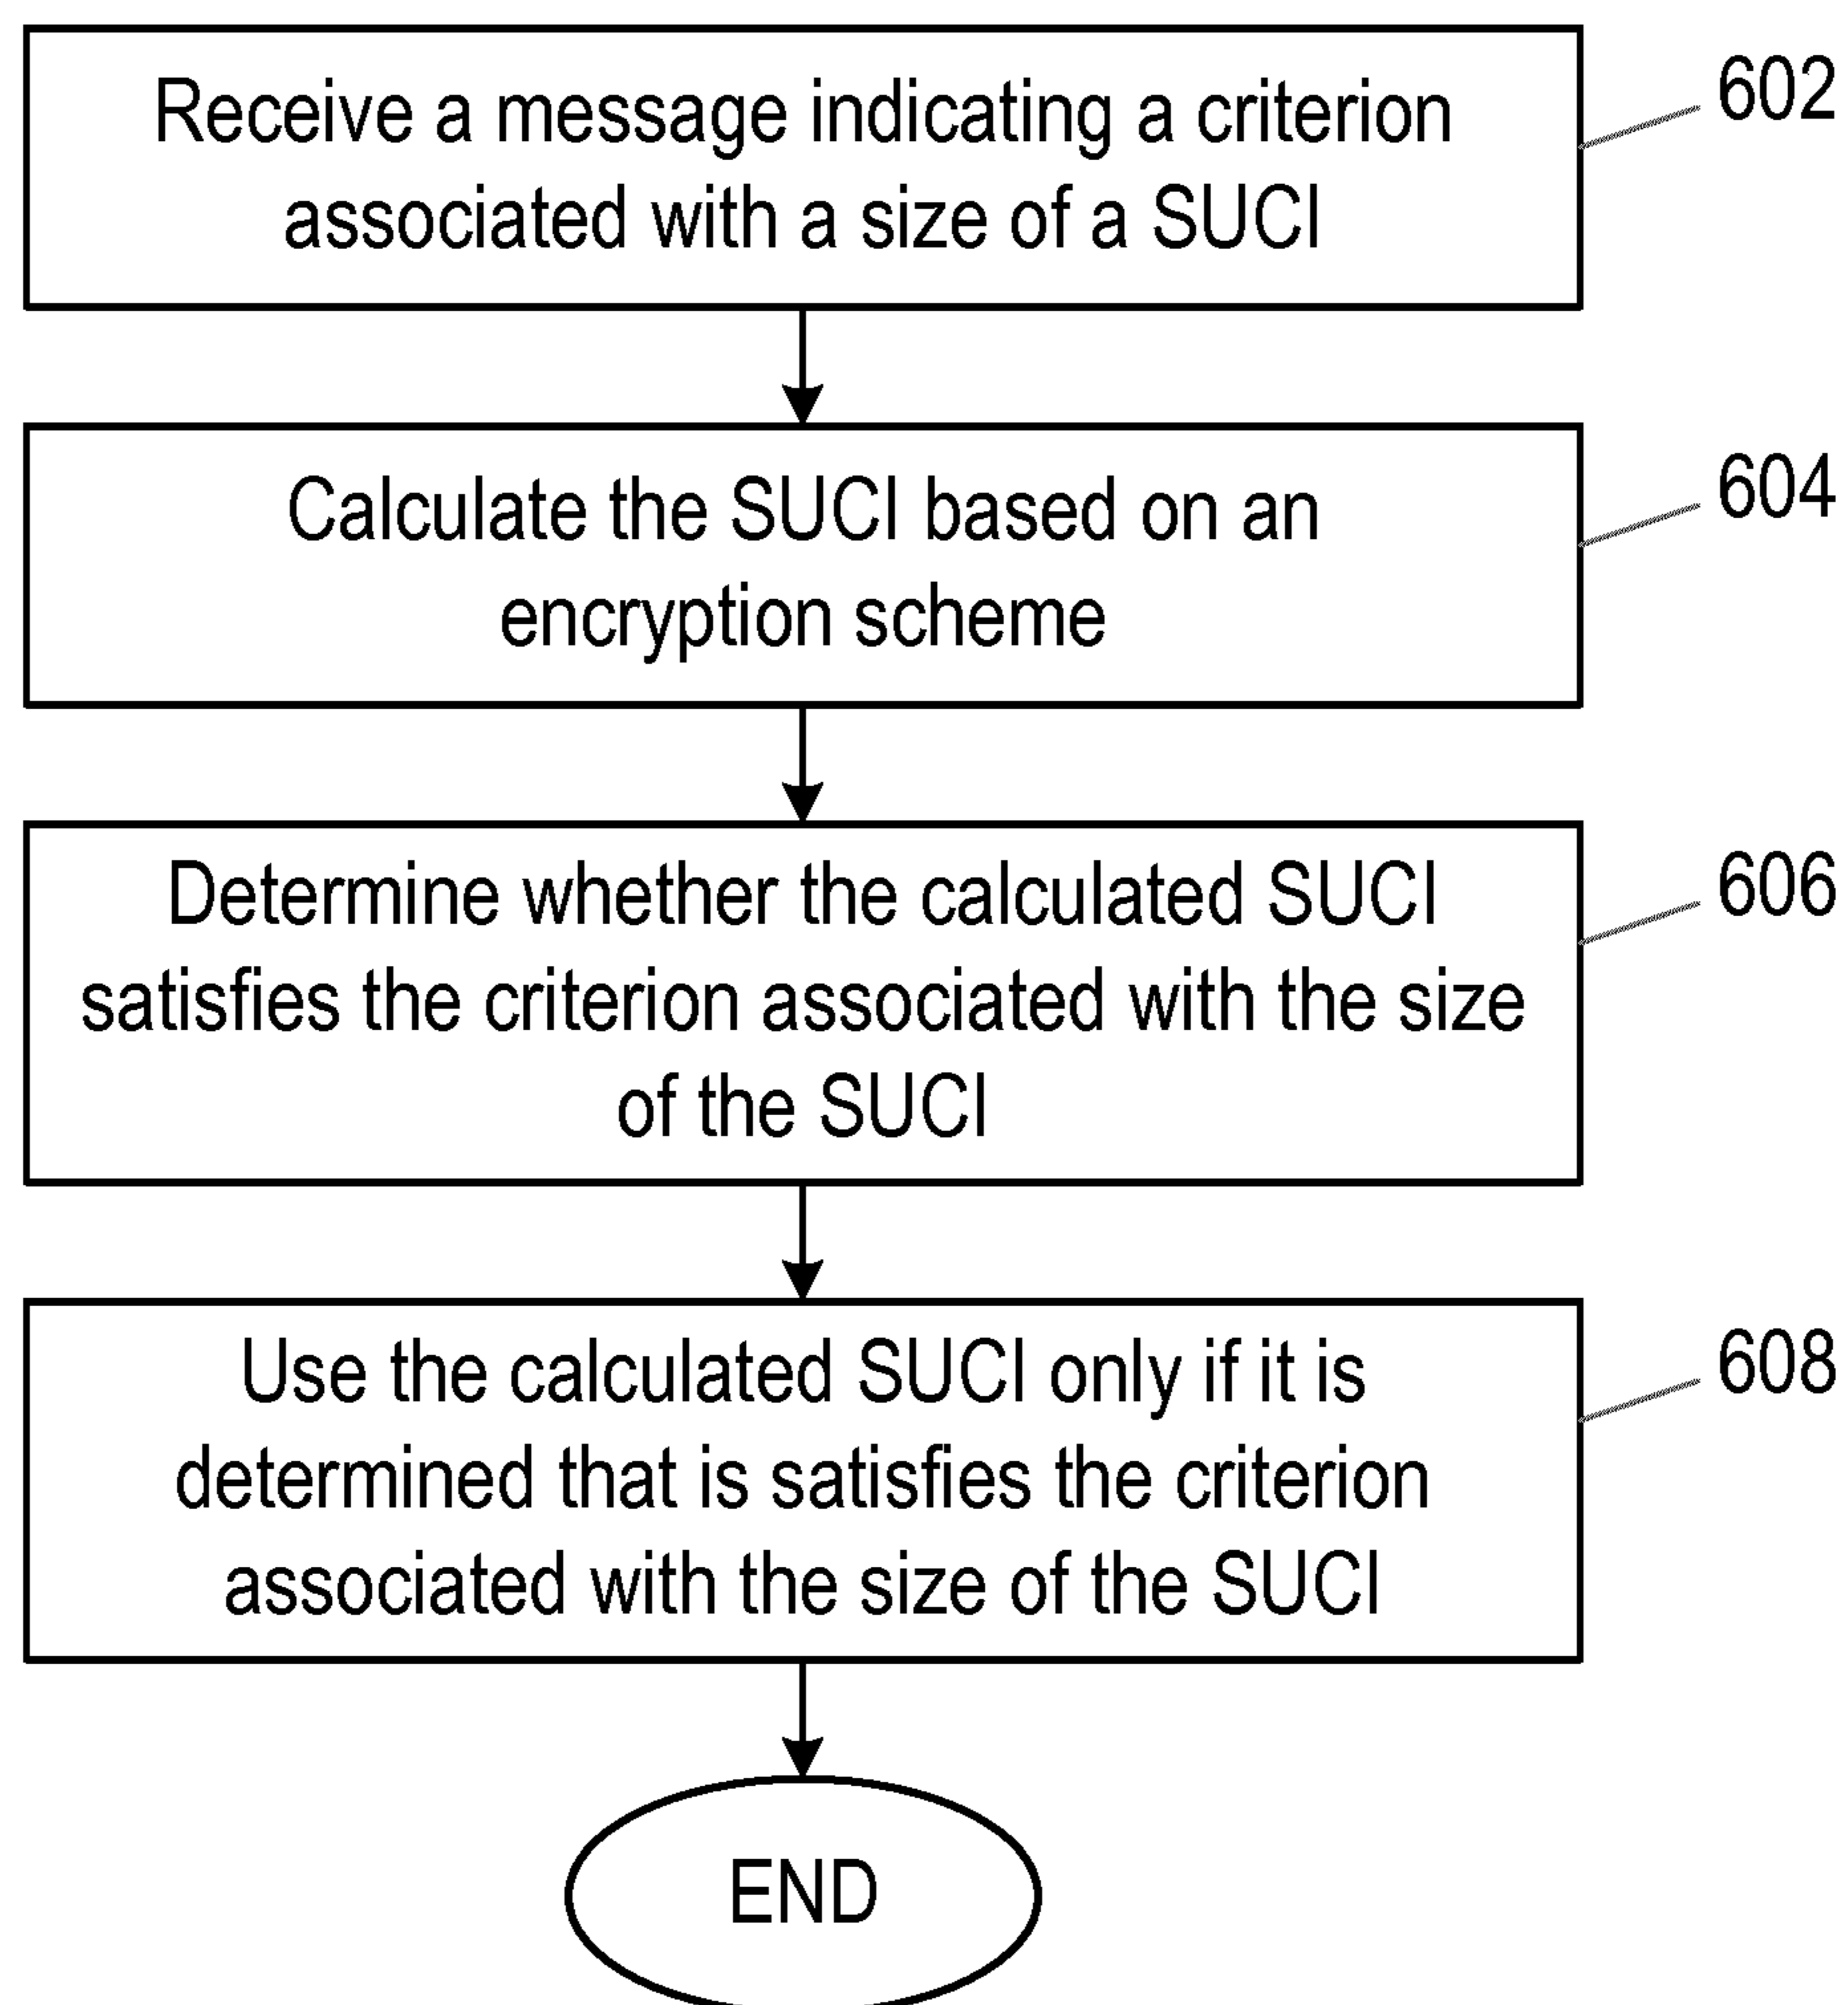 Receive a message indicating a criterion
associated with a size of a SUCI
602
Calculate the SUCI based on an
encryption scheme
604
Determine whether the calculated SUCI
satisfies the criterion associated with the size
of the SUCI
606
Use the calculated SUCI only if it is
determined that is satisfies the criterion
associated with the size of the SUCI
608
END